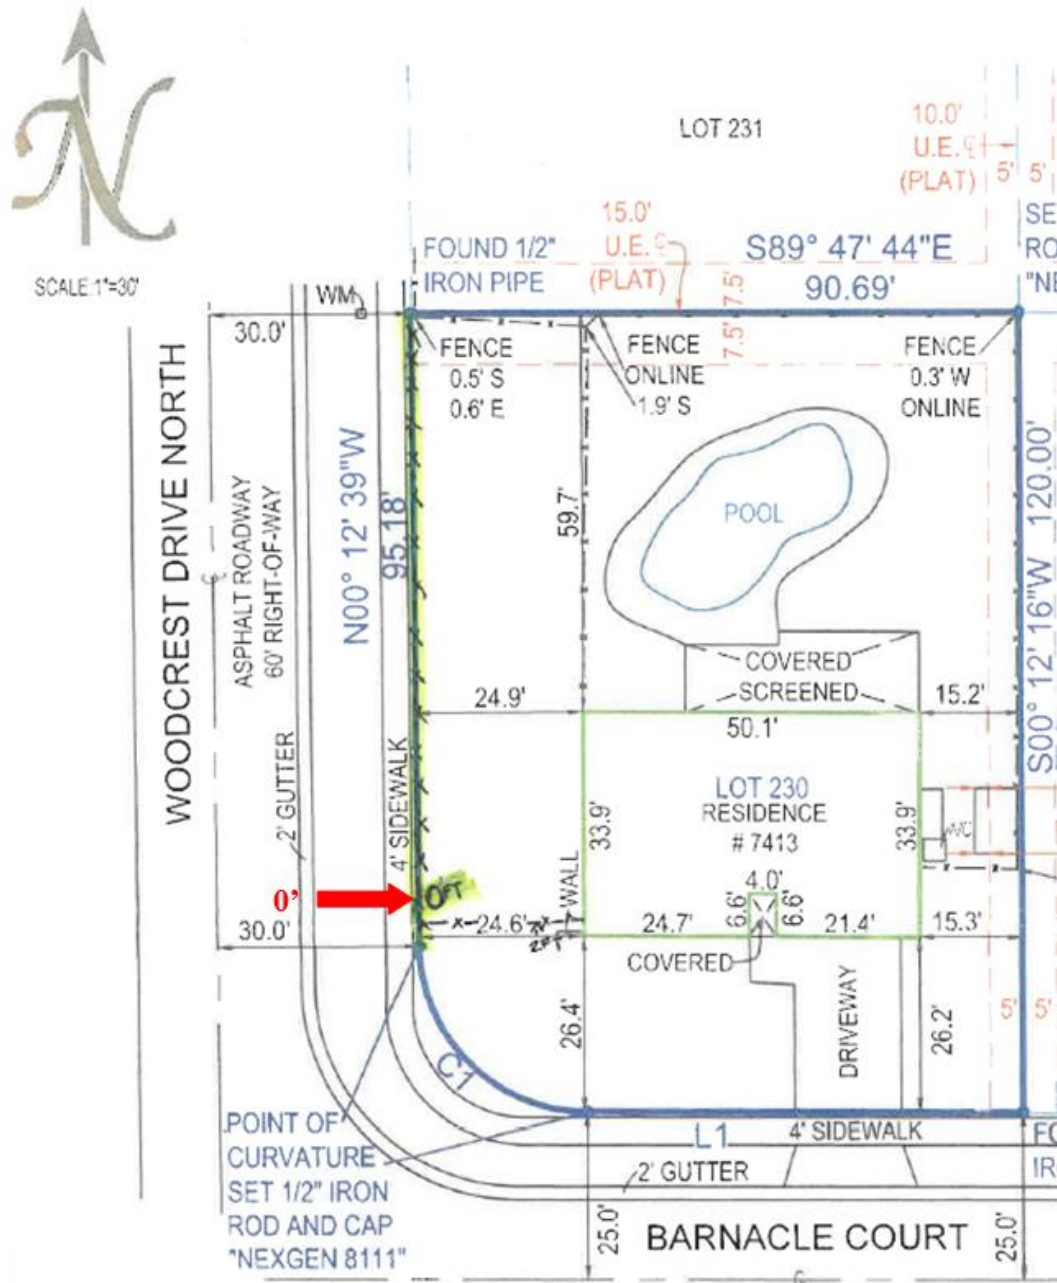 N
SCALE:1"=30'
LOT 231
10.0'
U.E. ℄
(PLAT)
5' 5'
15.0'
U.E. ℄
(PLAT)
FOUND 1/2"
IRON PIPE
S89° 47' 44"E
90.69'
SE
RO
"NE
WM
30.0'
7.5' 7.5'
FENCE
0.5' S
0.6' E
FENCE
ONLINE
1.9' S
FENCE
0.3' W
ONLINE
WOODCREST DRIVE NORTH
ASPHALT ROADWAY
60' RIGHT-OF-WAY
N00° 12' 39"W
95.18'
59.7'
POOL
S00° 12' 16"W 120.00'
COVERED
SCREENED
24.9'
15.2'
50.1'
2' GUTTER
4' SIDEWALK
LOT 230
RESIDENCE
# 7413
33.9'
33.9'
WALL
4.0'
6.6'
6.6'
0'
0FT
30.0'
24.6'
2FT
24.7'
21.4'
15.3'
COVERED
26.4'
DRIVEWAY
26.2'
5' 5'
C1
POINT OF
CURVATURE
SET 1/2" IRON
ROD AND CAP
"NEXGEN 8111"
L1
4' SIDEWALK
FO
IR
2' GUTTER
25.0'
BARNACLE COURT
25.0'
℄